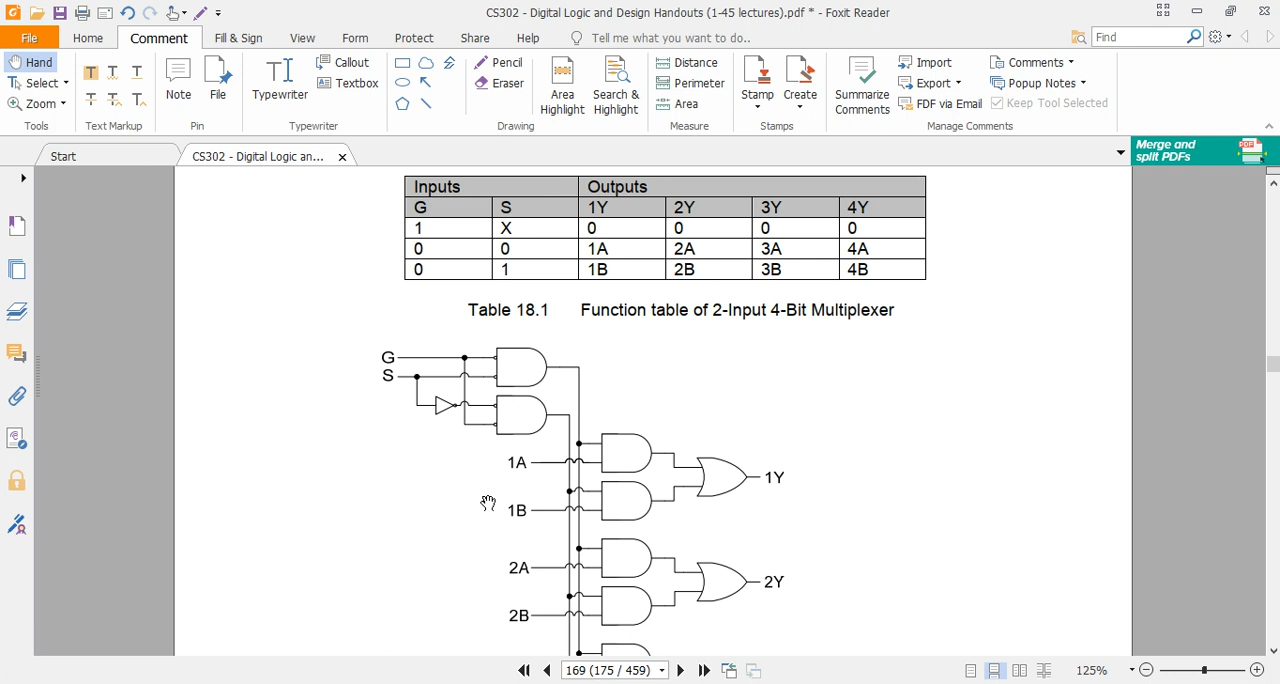 CS302 - Digital Logic and Design Handouts (1-45 lectures).pdf * - Foxit Reader
File Home Comment Fill & Sign View Form Protect Share Help Tell me what you want to do.. Find
Hand
Select
Zoom
Tools
T T T
T T T
Text Markup
Note
File
Pin
Typewriter
Callout
Textbox
Typewriter
Pencil
Eraser
Area
Highlight
Search &
Highlight
Drawing
Distance
Perimeter
Area
Measure
Stamp
Create
Stamps
Summarize
Comments
Import
Export
FDF via Email
Comments
Popup Notes
Keep Tool Selected
Manage Comments
Start
CS302 - Digital Logic an...
Merge and
split PDFs
PDF
Inputs Outputs
G S 1Y 2Y 3Y 4Y
1 X 0 0 0 0
0 0 1A 2A 3A 4A
0 1 1B 2B 3B 4B
Table 18.1 Function table of 2-Input 4-Bit Multiplexer
G
S
1A
1Y
1B
2A
2Y
2B
169 (175 / 459)
125%